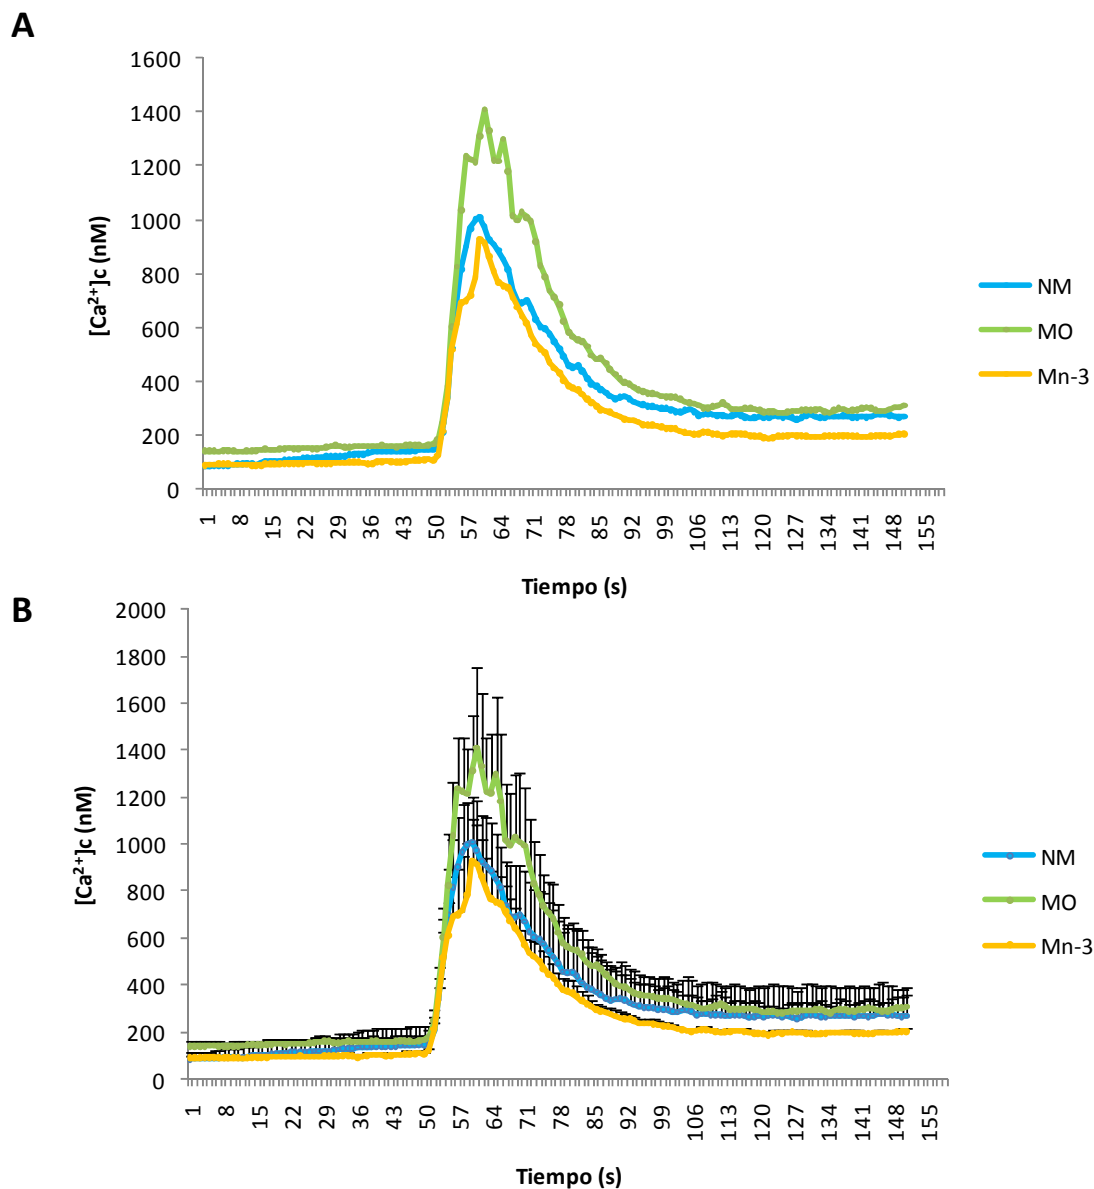 A
1600
1400
1200
1000
800
600
400
200
0
[Ca²⁺]c (nM)
NM
MO
Mn-3
1 8 15 22 29 36 43 50 57 64 71 78 85 92 99 106 113 120 127 134 141 148 155
Tiempo (s)
B
2000
1800
1600
1400
1200
1000
800
600
400
200
0
[Ca²⁺]c (nM)
NM
MO
Mn-3
1 8 15 22 29 36 43 50 57 64 71 78 85 92 99 106 113 120 127 134 141 148 155
Tiempo (s)